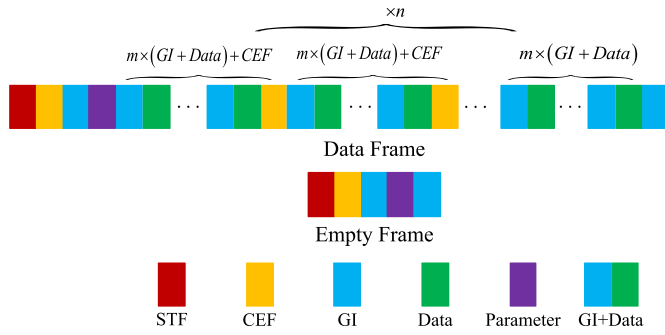 ×n
m×(GI+Data)+CEF m×(GI+Data)+CEF m×(GI+Data)
··· ··· ··· ···
Data Frame
Empty Frame
STF CEF GI Data Parameter GI+Data